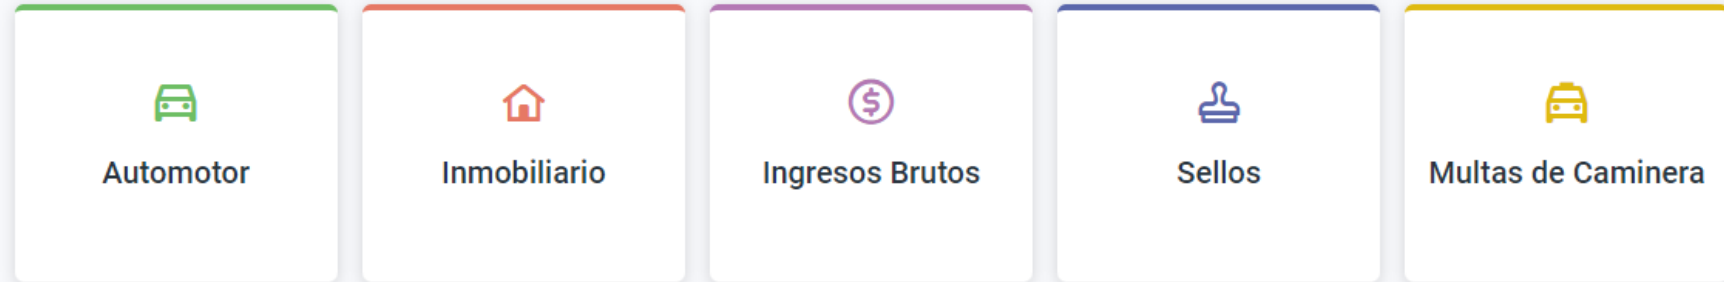 Automotor
Inmobiliario
Ingresos Brutos
Sellos
Multas de Caminera